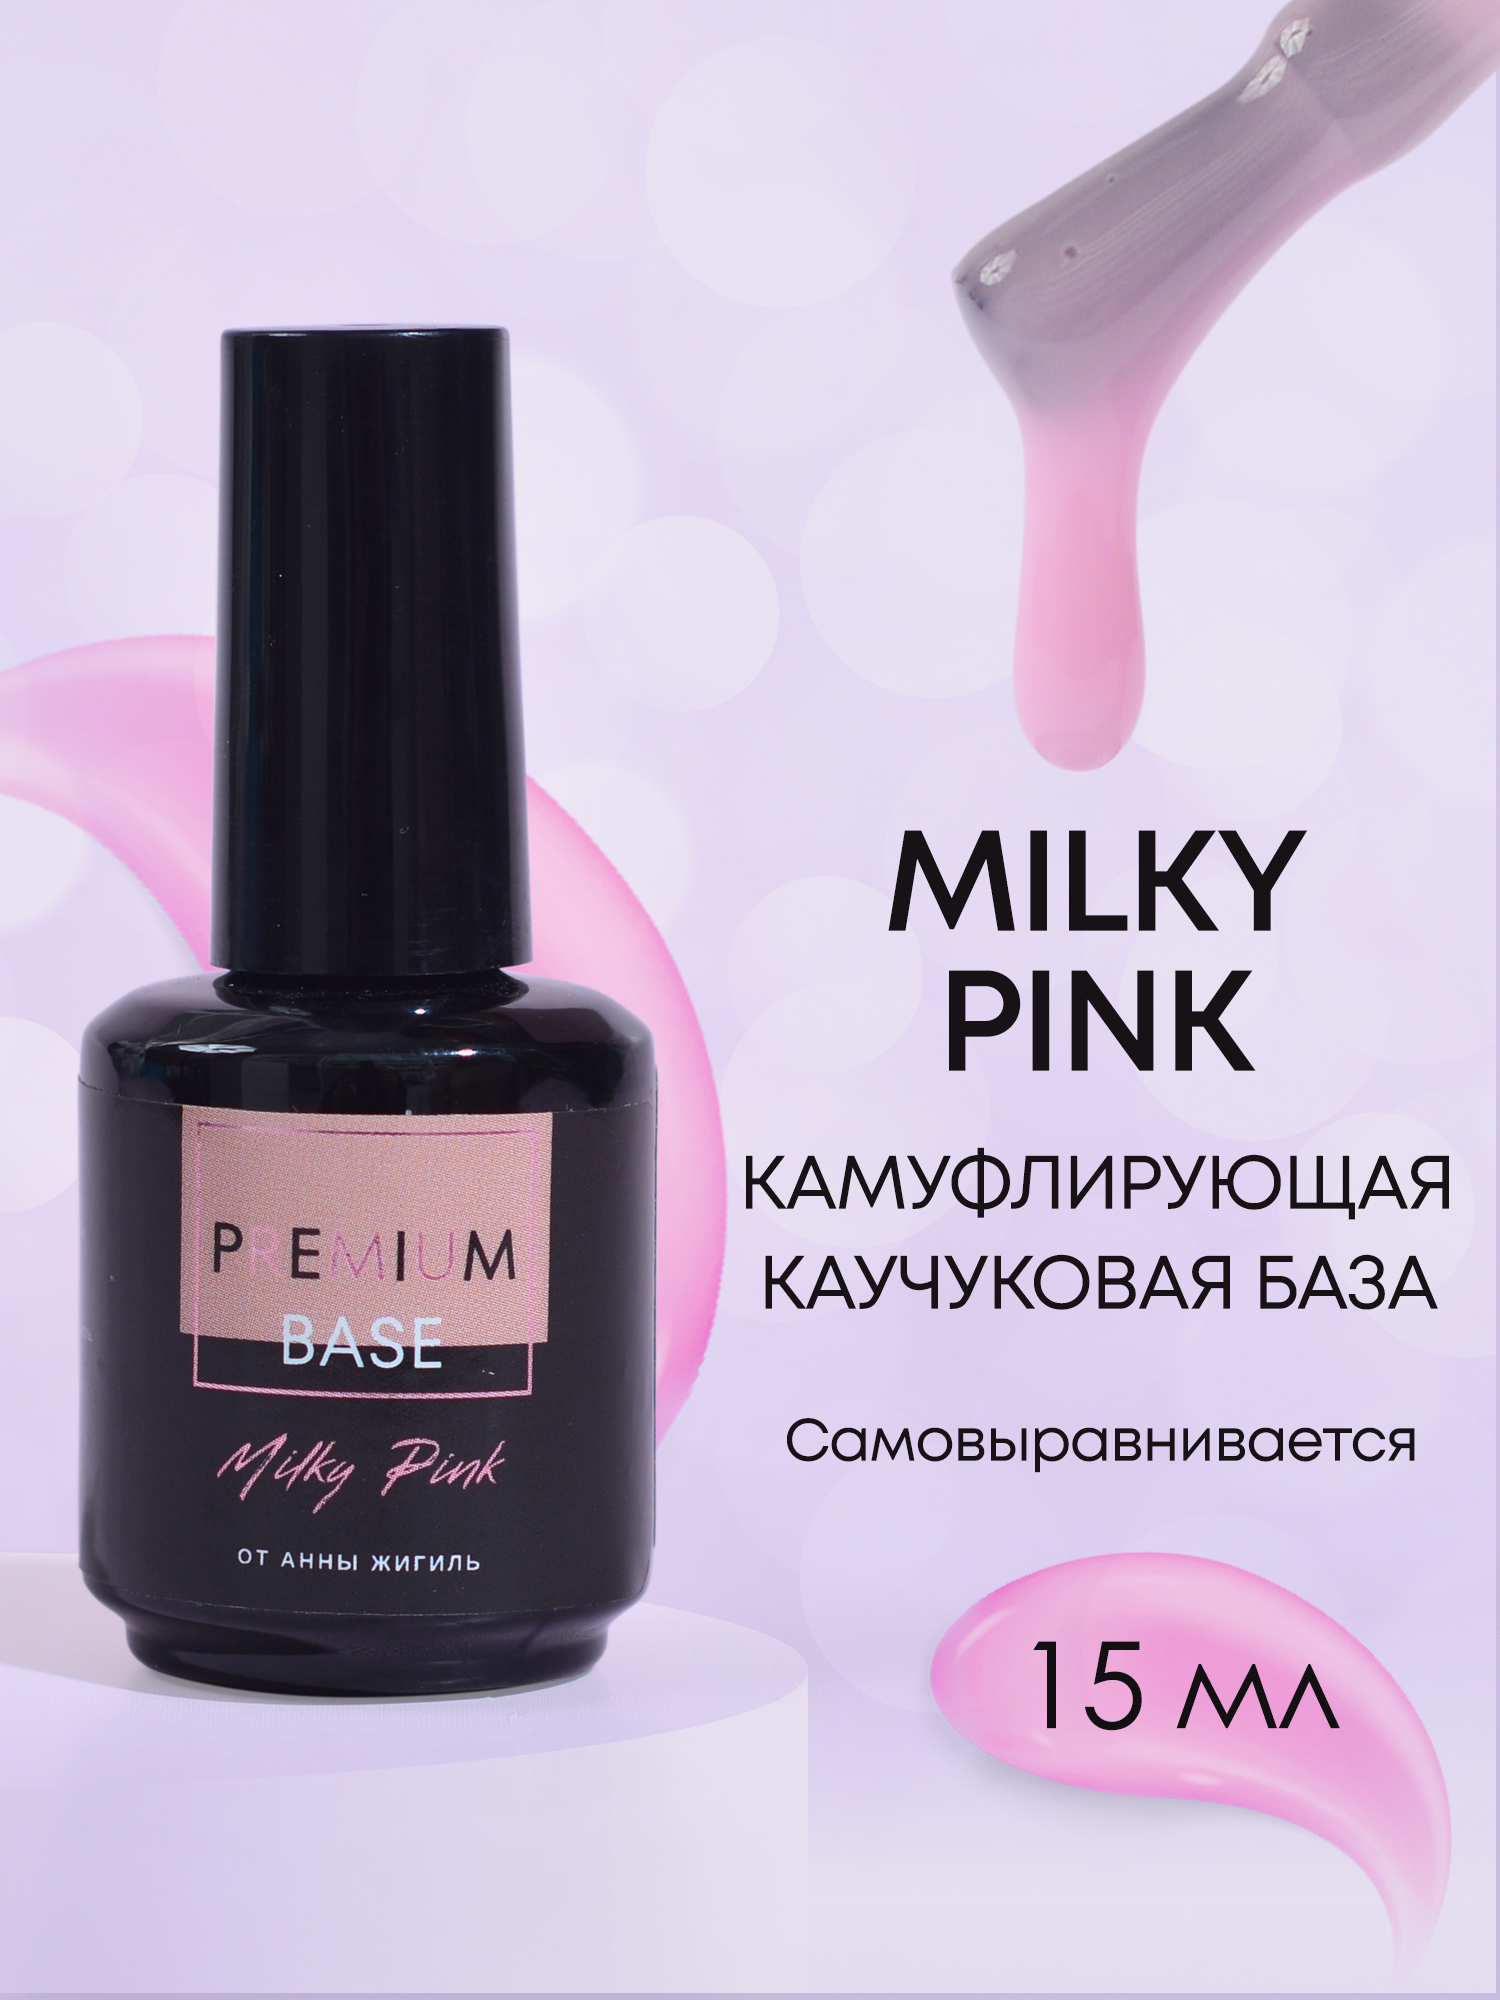 PREMIUM
BASE
Milky Pink
ОТ АННЫ ЖИГИЛЬ
MILKY
PINK
КАМУФЛИРУЮЩАЯ
КАУЧУКОВАЯ БАЗА
Самовыравнивается
15 мл